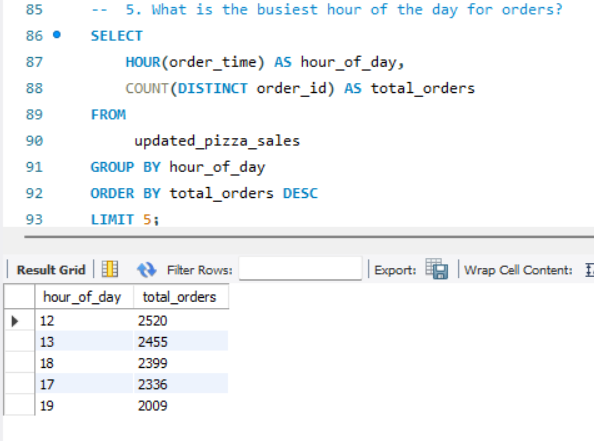 85 -- 5. What is the busiest hour of the day for orders?
86 SELECT
87 HOUR(order_time) AS hour_of_day,
88 COUNT(DISTINCT order_id) AS total_orders
89 FROM
90 updated_pizza_sales
91 GROUP BY hour_of_day
92 ORDER BY total_orders DESC
93 LIMIT 5;
Result Grid Filter Rows: Export: Wrap Cell Content:
hour_of_day total_orders
12 2520
13 2455
18 2399
17 2336
19 2009